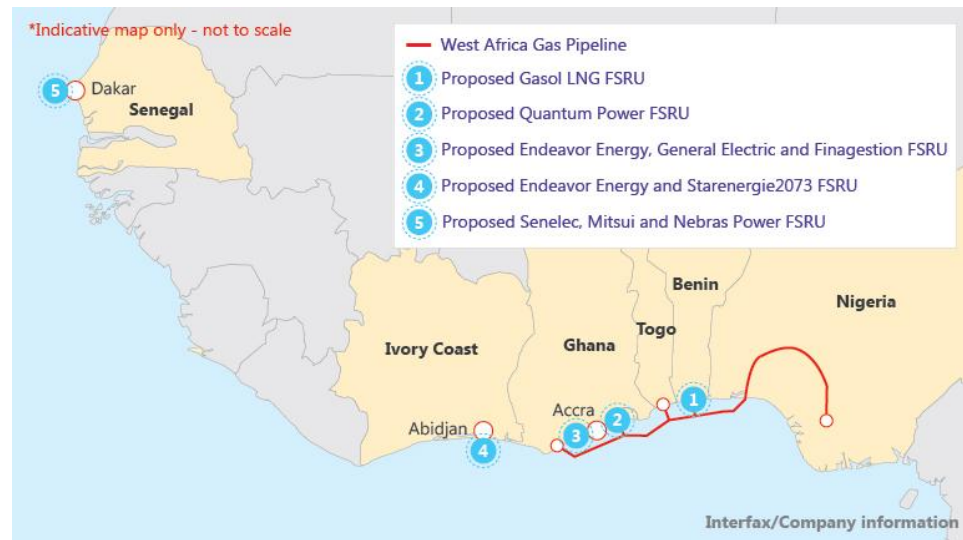 *Indicative map only - not to scale
West Africa Gas Pipeline
1 Proposed Gasol LNG FSRU
2 Proposed Quantum Power FSRU
3 Proposed Endeavor Energy, General Electric and Finagestion FSRU
4 Proposed Endeavor Energy and Starenergie2073 FSRU
5 Proposed Senelec, Mitsui and Nebras Power FSRU
5 Dakar
Senegal
Benin
Nigeria
Togo
Ivory Coast
Ghana
1
Accra
2
Abidjan
3
4
Interfax/Company information